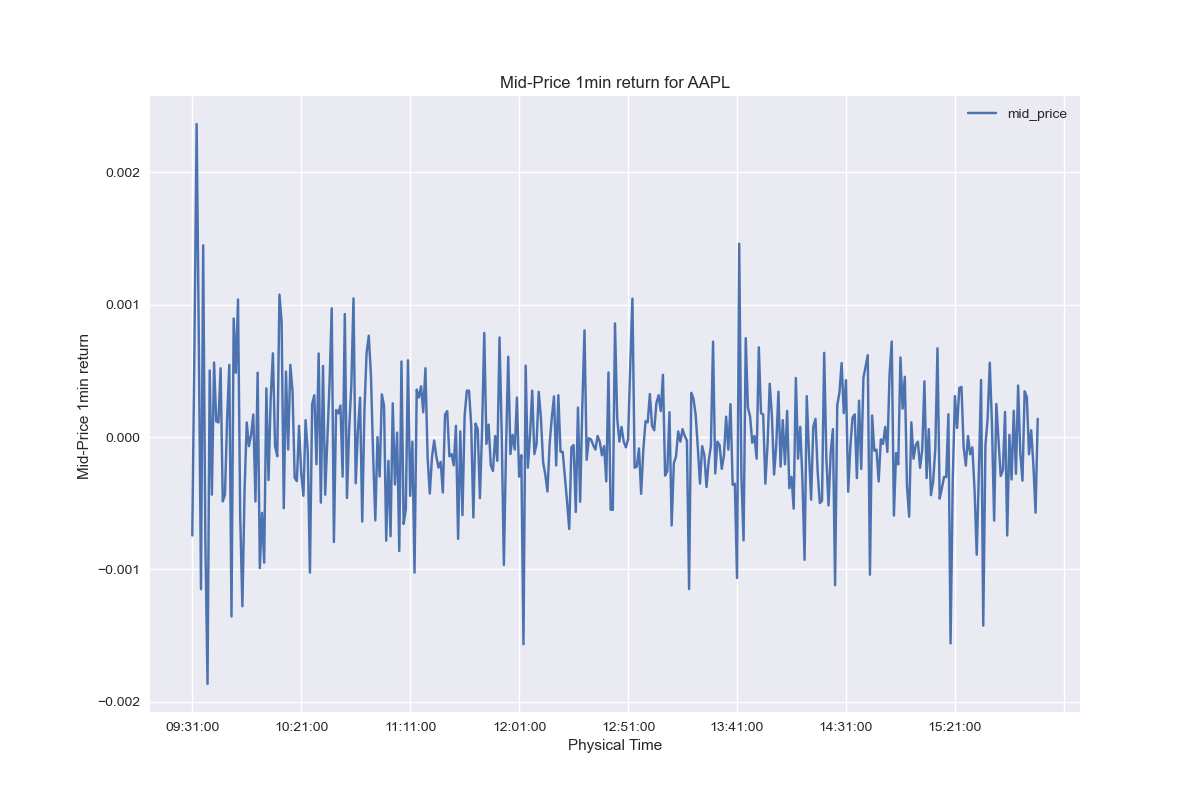 Mid-Price 1min return for AAPL
mid_price
0.002
0.001
0.000
−0.001
−0.002
Mid-Price 1min return
09:31:00 10:21:00 11:11:00 12:01:00 12:51:00 13:41:00 14:31:00 15:21:00
Physical Time